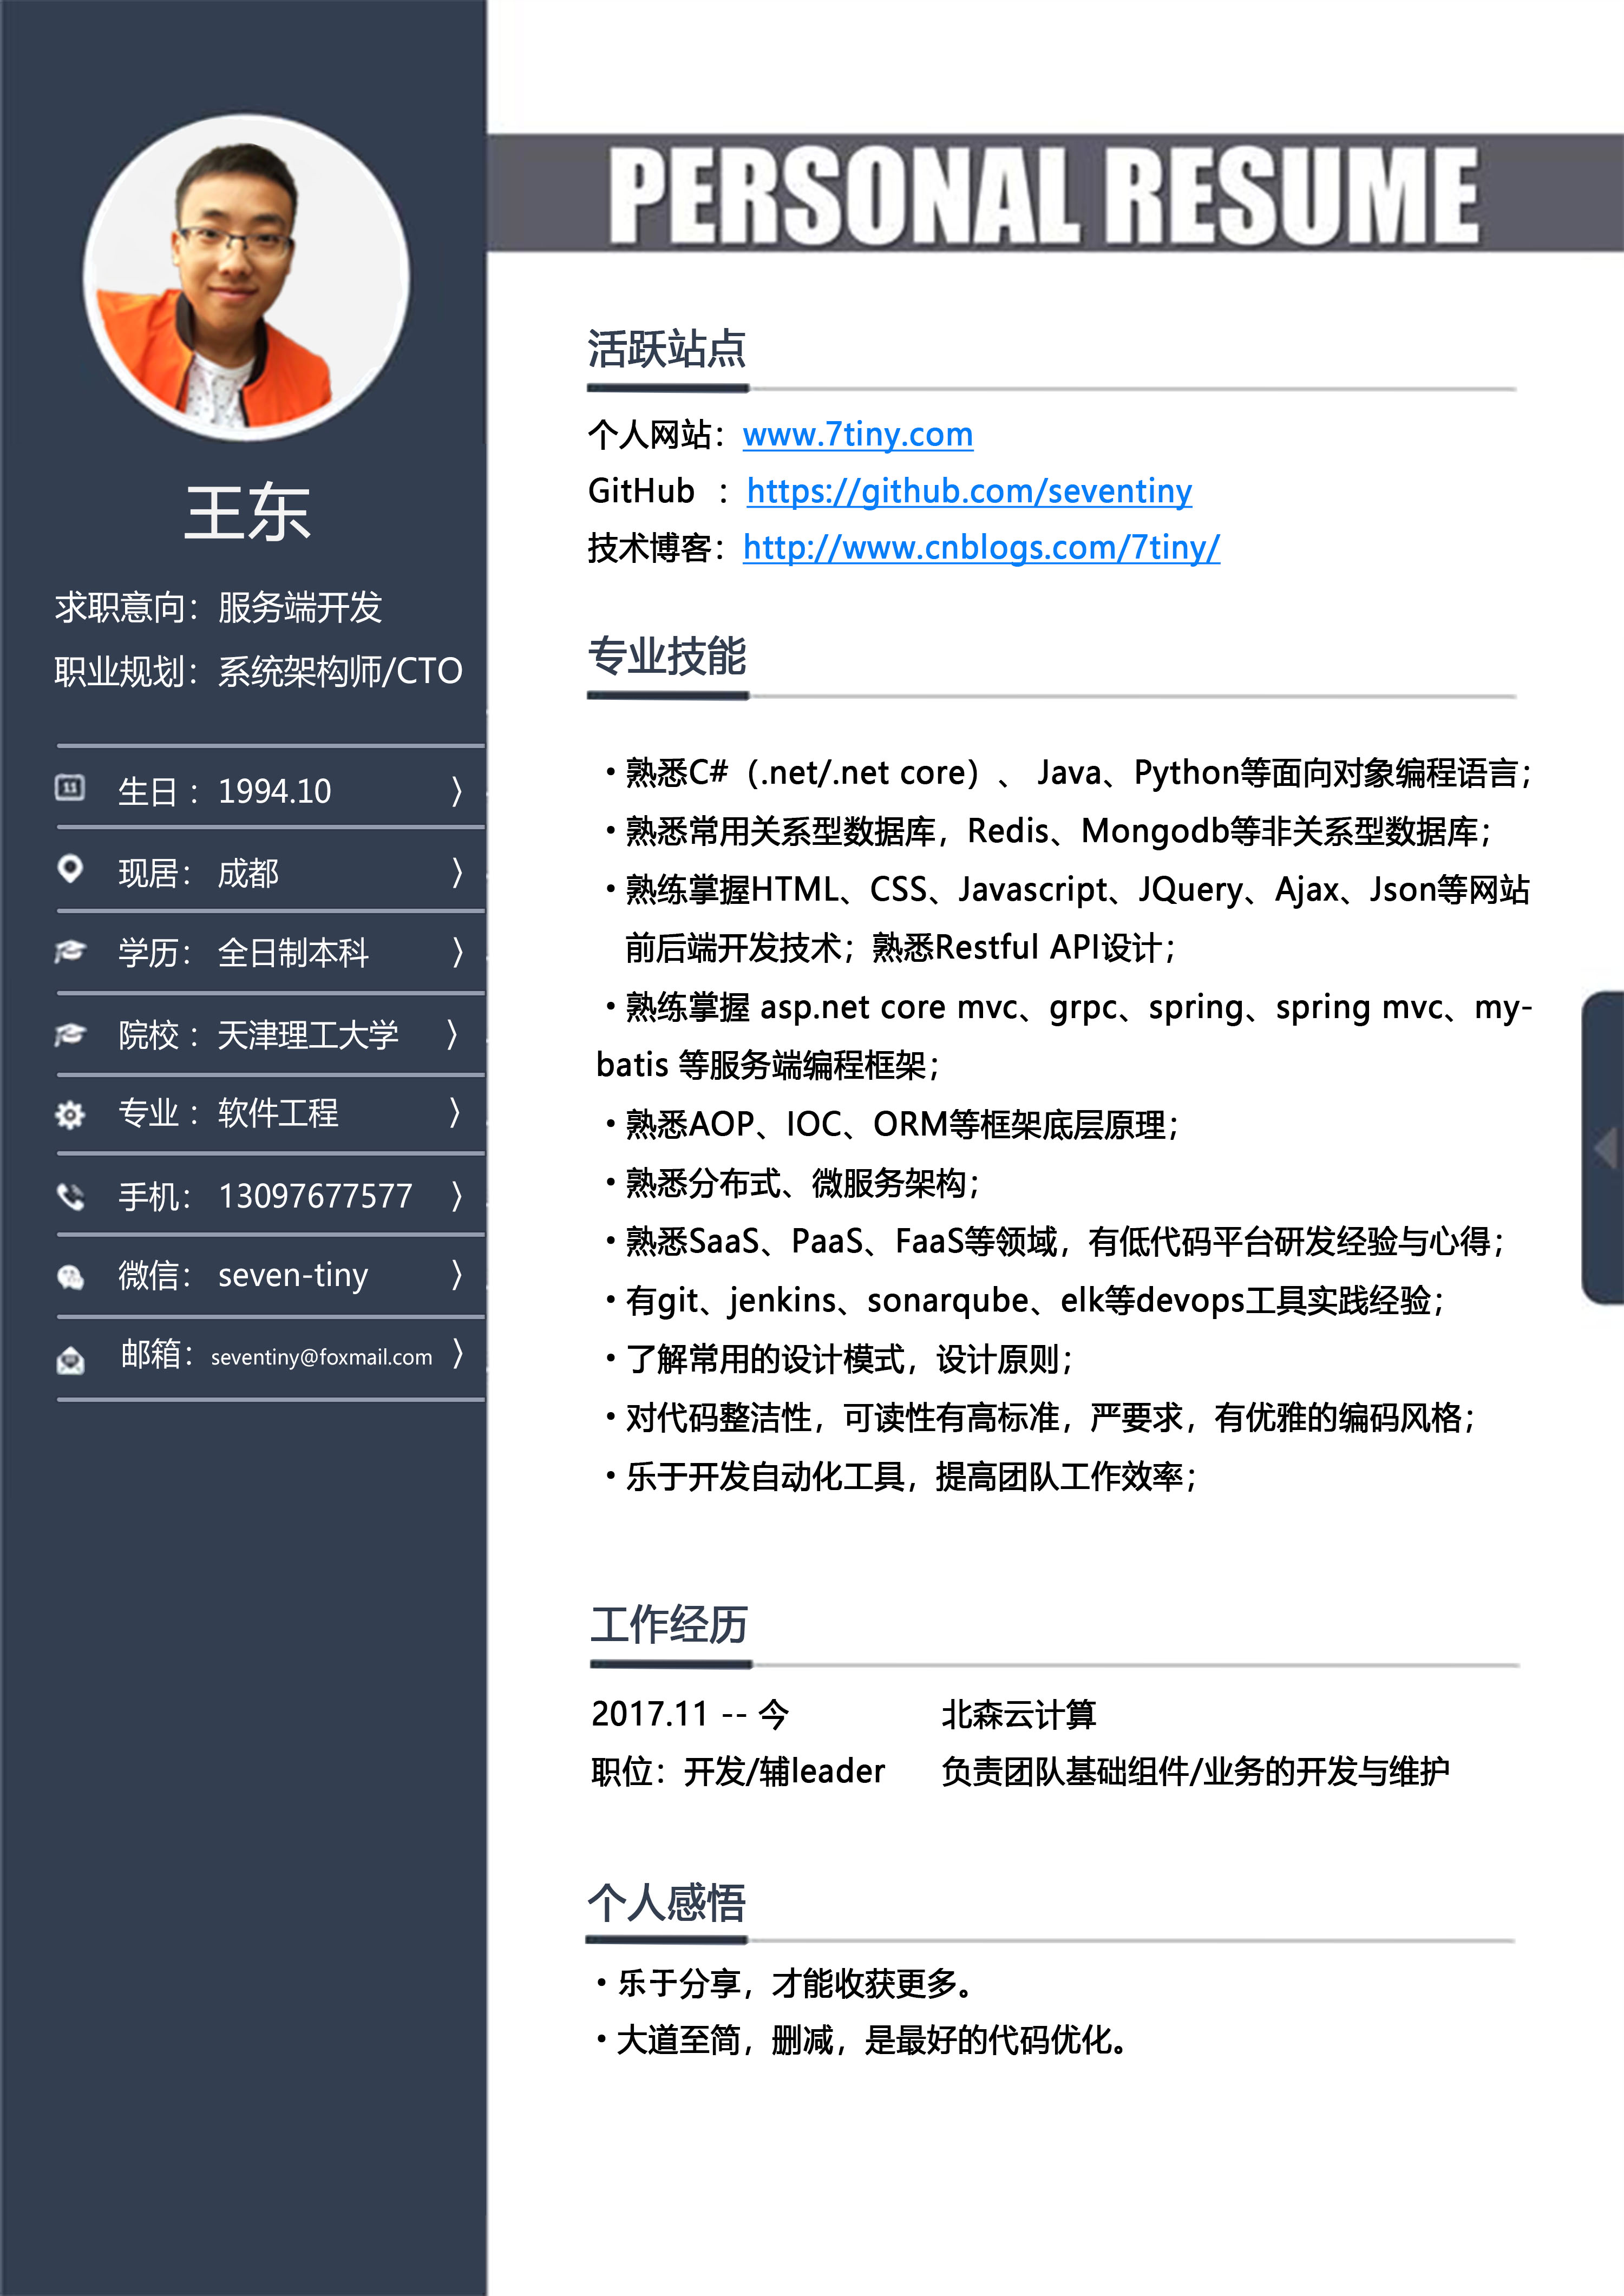 PERSONAL RESUME
王东
求职意向：服务端开发
职业规划：系统架构师/CTO
11
生日： 1994.10 〉
现居： 成都 〉
学历： 全日制本科 〉
院校： 天津理工大学 〉
专业： 软件工程 〉
手机： 13097677577 〉
微信： seven-tiny 〉
邮箱： seventiny@foxmail.com 〉
活跃站点
个人网站：www.7tiny.com
GitHub ：https://github.com/seventiny
技术博客：http://www.cnblogs.com/7tiny/
专业技能
·熟悉C#（.net/.net core）、 Java、Python等面向对象编程语言；
·熟悉常用关系型数据库，Redis、Mongodb等非关系型数据库；
·熟练掌握HTML、CSS、Javascript、JQuery、Ajax、Json等网站
前后端开发技术；熟悉Restful API设计；
·熟练掌握 asp.net core mvc、grpc、spring、spring mvc、my-
batis 等服务端编程框架；
·熟悉AOP、IOC、ORM等框架底层原理；
·熟悉分布式、微服务架构；
·熟悉SaaS、PaaS、FaaS等领域，有低代码平台研发经验与心得；
·有git、jenkins、sonarqube、elk等devops工具实践经验；
·了解常用的设计模式，设计原则；
·对代码整洁性，可读性有高标准，严要求，有优雅的编码风格；
·乐于开发自动化工具，提高团队工作效率；
工作经历
2017.11 -- 今 北森云计算
职位：开发/辅leader 负责团队基础组件/业务的开发与维护
个人感悟
·乐于分享，才能收获更多。
·大道至简，删减，是最好的代码优化。